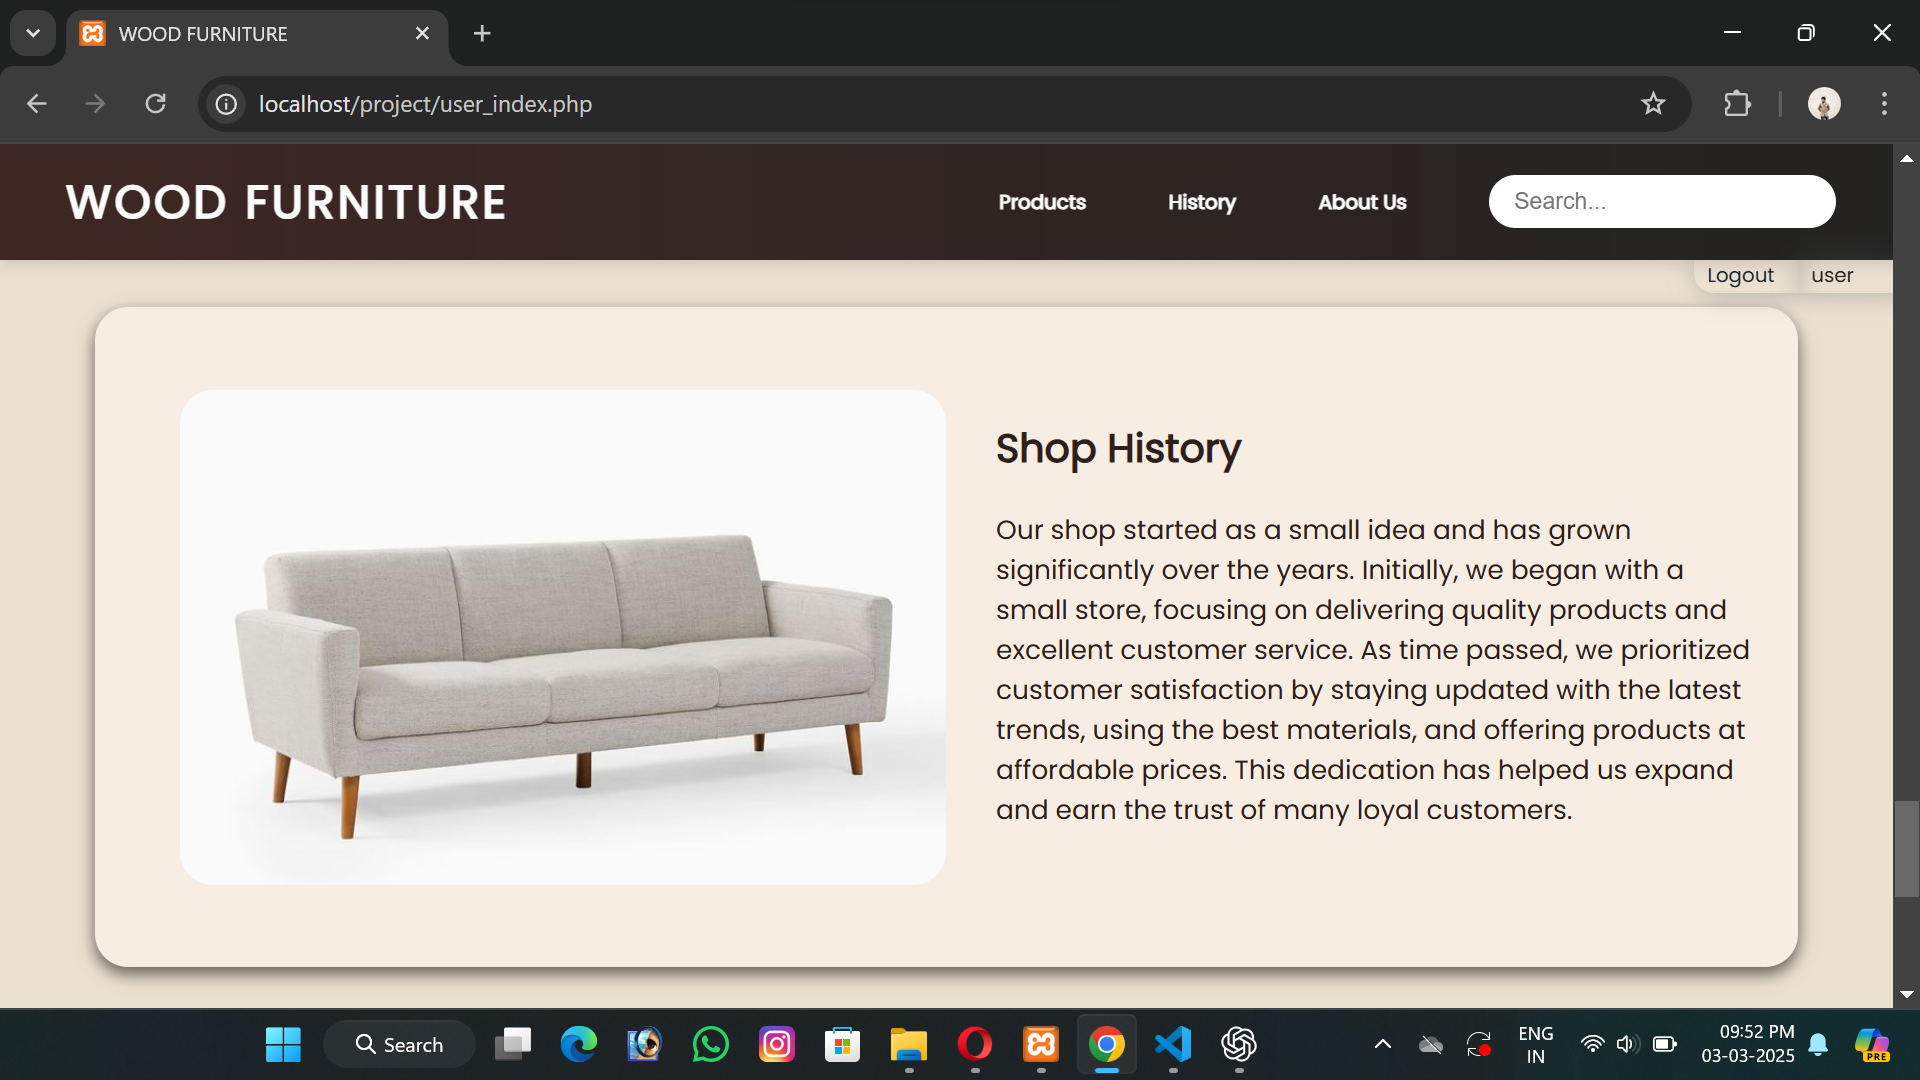 WOOD FURNITURE
localhost/project/user_index.php
WOOD FURNITURE
Products
History
About Us
Search...
Logout
user
Shop History
Our shop started as a small idea and has grown
significantly over the years. Initially, we began with a
small store, focusing on delivering quality products and
excellent customer service. As time passed, we prioritized
customer satisfaction by staying updated with the latest
trends, using the best materials, and offering products at
affordable prices. This dedication has helped us expand
and earn the trust of many loyal customers.
Search
ENG
IN
09:52 PM
03-03-2025
PRE